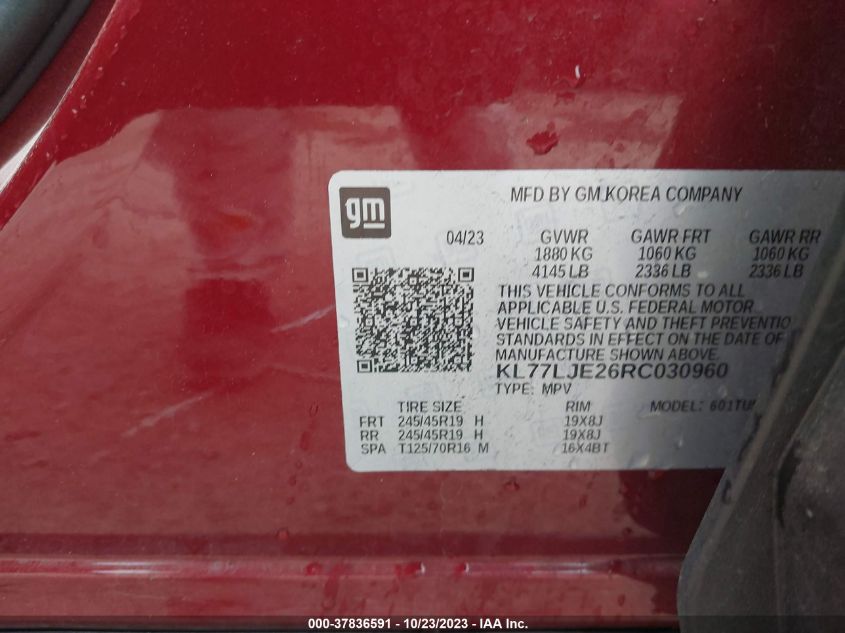 gm
MFD BY GM KOREA COMPANY
04/23 GVWR GAWR FRT GAWR RR
1880 KG 1060 KG 1060 KG
4145 LB 2336 LB 2336 LB
THIS VEHICLE CONFORMS TO ALL
APPLICABLE U.S. FEDERAL MOTOR
VEHICLE SAFETY AND THEFT PREVENTIO
STANDARDS IN EFFECT ON THE DATE OF
MANUFACTURE SHOWN ABOVE.
KL77LJE26RC030960
TYPE: MPV
TIRE SIZE RIM MODEL:
FRT 245/45R19 H 19X8J
RR 245/45R19 H 19X8J
SPA T125/70R16 M 16X4BT
000-37836591 - 10/23/2023 - IAA Inc.